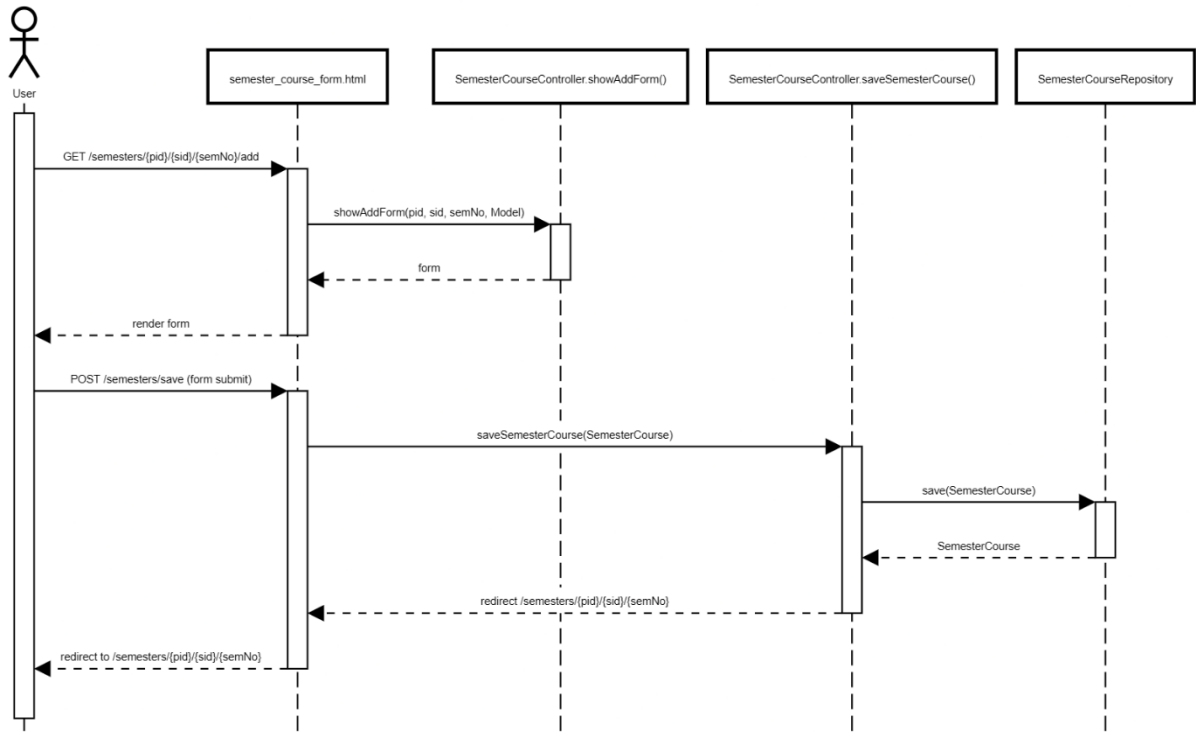 User
semester_course_form.html
SemesterCourseController.showAddForm()
SemesterCourseController.saveSemesterCourse()
SemesterCourseRepository
GET /semesters/{pid}/{sid}/{semNo}/add
showAddForm(pid, sid, semNo, Model)
form
render form
POST /semesters/save (form submit)
saveSemesterCourse(SemesterCourse)
save(SemesterCourse)
SemesterCourse
redirect /semesters/{pid}/{sid}/{semNo}
redirect to /semesters/{pid}/{sid}/{semNo}